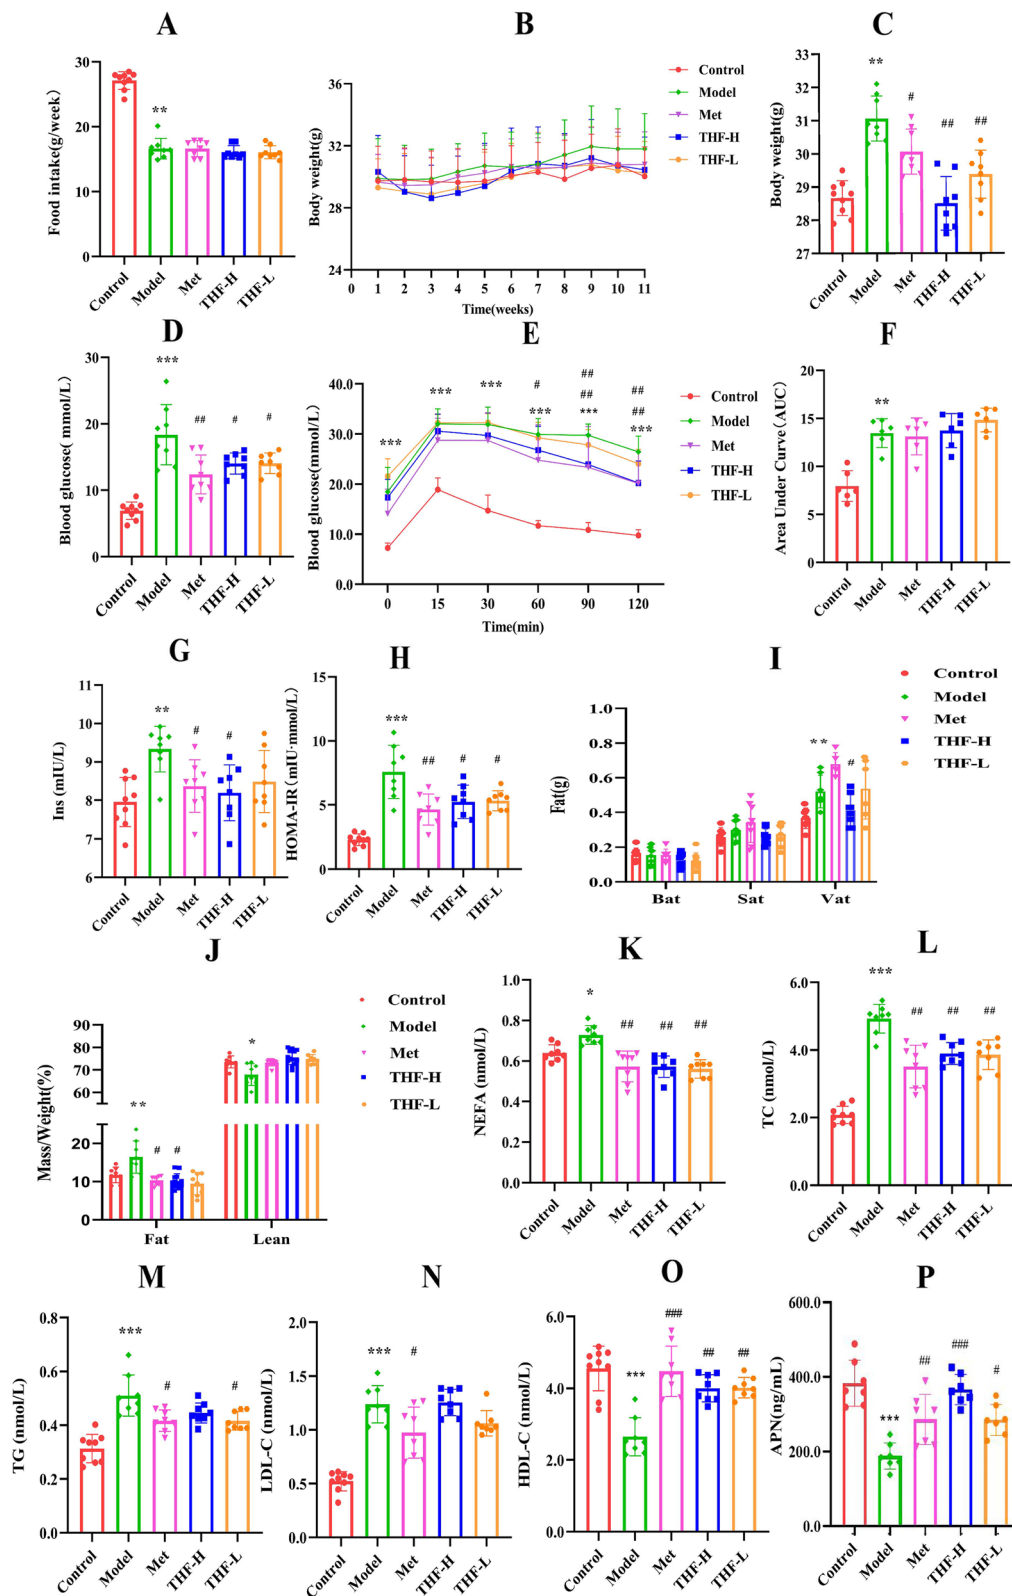 A
Food intake(g/week)
30
20
10
0
**
Control
Model
Met
THF-H
THF-L
B
Body weight(g)
36
32
28
24
0 1 2 3 4 5 6 7 8 9 10 11
Time(weeks)
Control
Model
Met
THF-H
THF-L
C
Body weight(g)
33
32
31
30
29
28
27
**
#
##
##
Control
Model
Met
THF-H
THF-L
D
Blood glucose( mmol/L)
30
20
10
0
***
##
#
#
Control
Model
Met
THF-H
THF-L
E
Blood glucose(mmol/L)
40.0
30.0
20.0
10.0
0.0
***
***
***
#
***
##
##
***
##
##
***
0 15 30 60 90 120
Time(min)
Control
Model
Met
THF-H
THF-L
F
Area Under Curve (AUC)
20
15
10
5
0
**
Control
Model
Met
THF-H
THF-L
G
Ins (mIU/L)
11
10
9
8
7
6
**
#
#
Control
Model
Met
THF-H
THF-L
H
HOMA-IR(mIU·mmol/L)
15
10
5
0
***
##
#
#
Control
Model
Met
THF-H
THF-L
I
Fat(g)
1.0
0.8
0.6
0.4
0.2
0.0
**
#
Bat Sat Vat
Control
Model
Met
THF-H
THF-L
J
Mass/Weight(%)
90
80
70
60
20
10
0
**
#
#
*
Fat Lean
Control
Model
Met
THF-H
THF-L
K
NEFA (nmol/L)
1.0
0.8
0.6
0.4
0.2
0.0
*
##
##
##
Control
Model
Met
THF-H
THF-L
L
TC (nmol/L)
6.0
4.0
2.0
0.0
***
##
##
##
Control
Model
Met
THF-H
THF-L
M
TG (nmol/L)
0.8
0.6
0.4
0.2
0.0
***
#
#
Control
Model
Met
THF-H
THF-L
N
LDL-C (nmol/L)
2.0
1.5
1.0
0.5
0.0
***
#
Control
Model
Met
THF-H
THF-L
O
HDL-C (nmol/L)
6.0
4.0
2.0
0.0
***
###
##
##
Control
Model
Met
THF-H
THF-L
P
APN(ng/mL)
600.0
400.0
200.0
0.0
***
##
###
#
Control
Model
Met
THF-H
THF-L